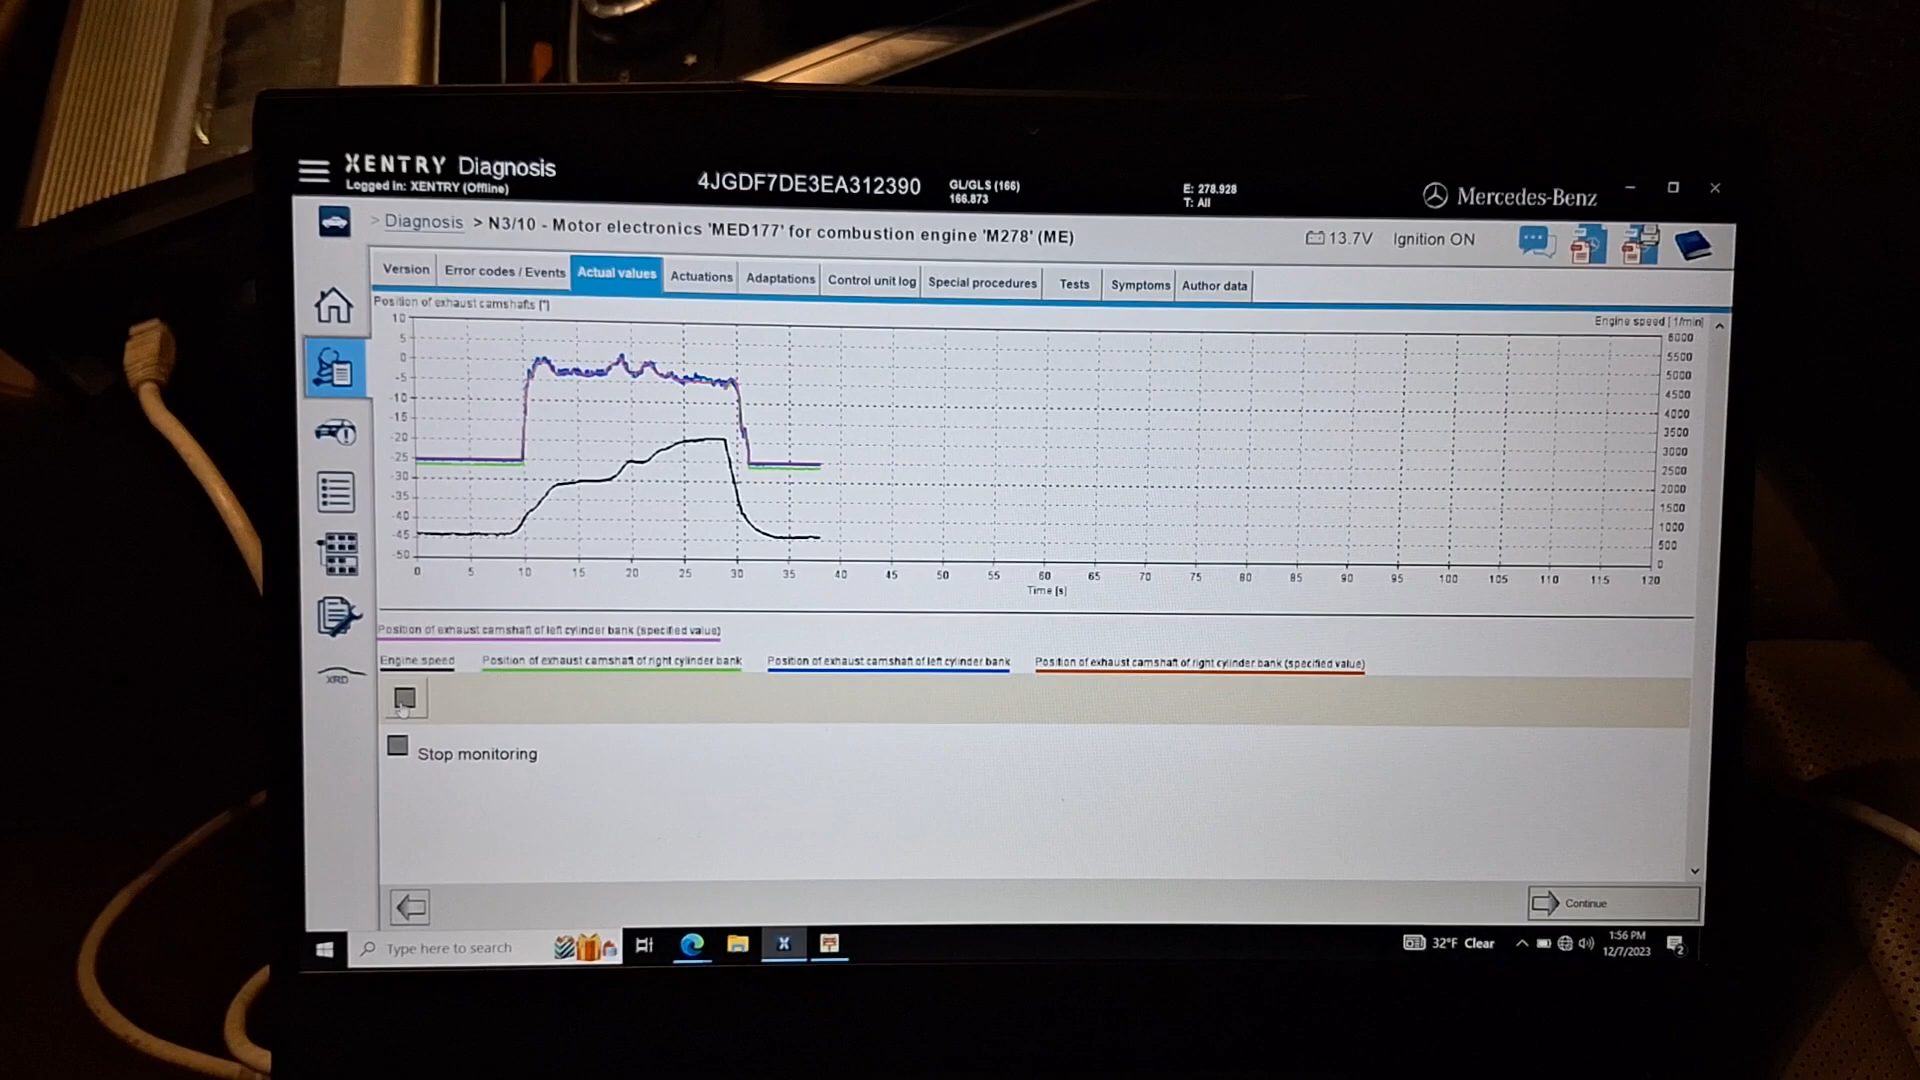 XENTRY Diagnosis
Logged in: XENTRY (Offline)
4JGDF7DE3EA312390
GL/GLS (166)
166.873
E: 278.928
T: All
Mercedes-Benz
> Diagnosis > N3/10 - Motor electronics 'MED177' for combustion engine 'M278' (ME)
13.7V Ignition ON
Version Error codes / Events Actual values Actuations Adaptations Control unit log Special procedures Tests Symptoms Author data
Position of exhaust camshafts [°]
Engine speed [1/min]
10
5
0
-5
-10
-15
-20
-25
-30
-35
-40
-45
-50
6000
5500
5000
4500
4000
3500
3000
2500
2000
1500
1000
500
0
0 5 10 15 20 25 30 35 40 45 50 55 60 65 70 75 80 85 90 95 100 105 110 115 120
Time [s]
Position of exhaust camshaft of left cylinder bank (specified value)
Engine speed Position of exhaust camshaft of right cylinder bank Position of exhaust camshaft of left cylinder bank Position of exhaust camshaft of right cylinder bank (specified value)
XRD
Stop monitoring
Continue
Type here to search
X
32°F Clear
1:56 PM
12/7/2023
2